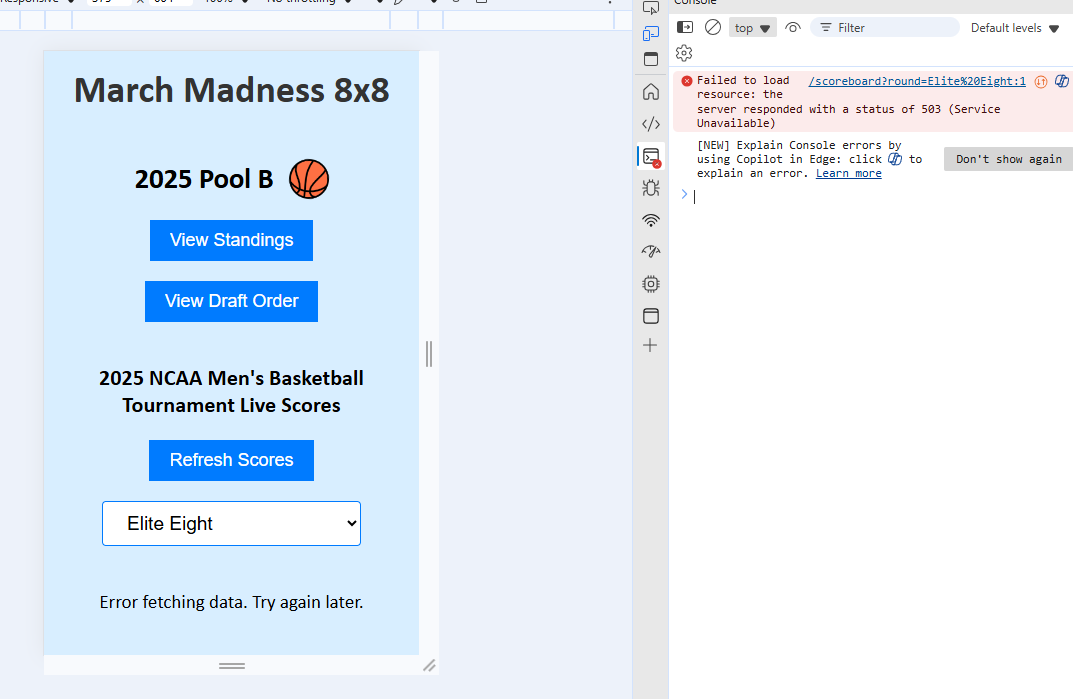 Console
top
Filter
Default levels
March Madness 8x8
2025 Pool B
View Standings
View Draft Order
2025 NCAA Men's Basketball
Tournament Live Scores
Refresh Scores
Elite Eight
Error fetching data. Try again later.
Failed to load /scoreboard?round=Elite%20Eight:1
resource: the
server responded with a status of 503 (Service
Unavailable)
[NEW] Explain Console errors by
using Copilot in Edge: click to
explain an error. Learn more
Don't show again